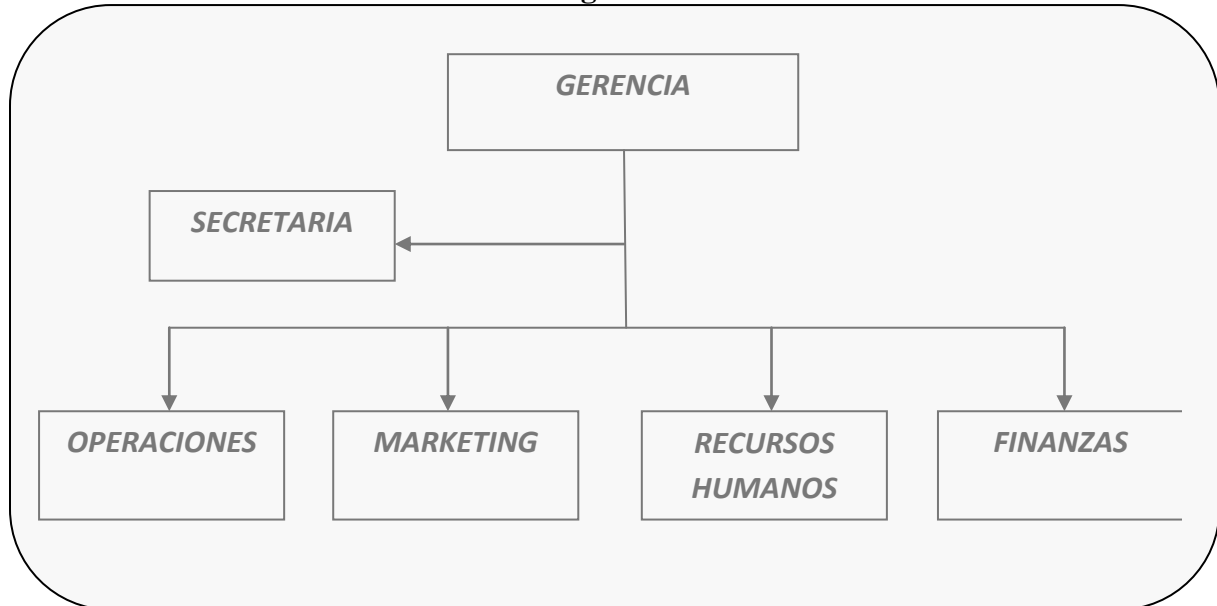 GERENCIA
SECRETARIA
OPERACIONES
MARKETING
RECURSOS
HUMANOS
FINANZAS